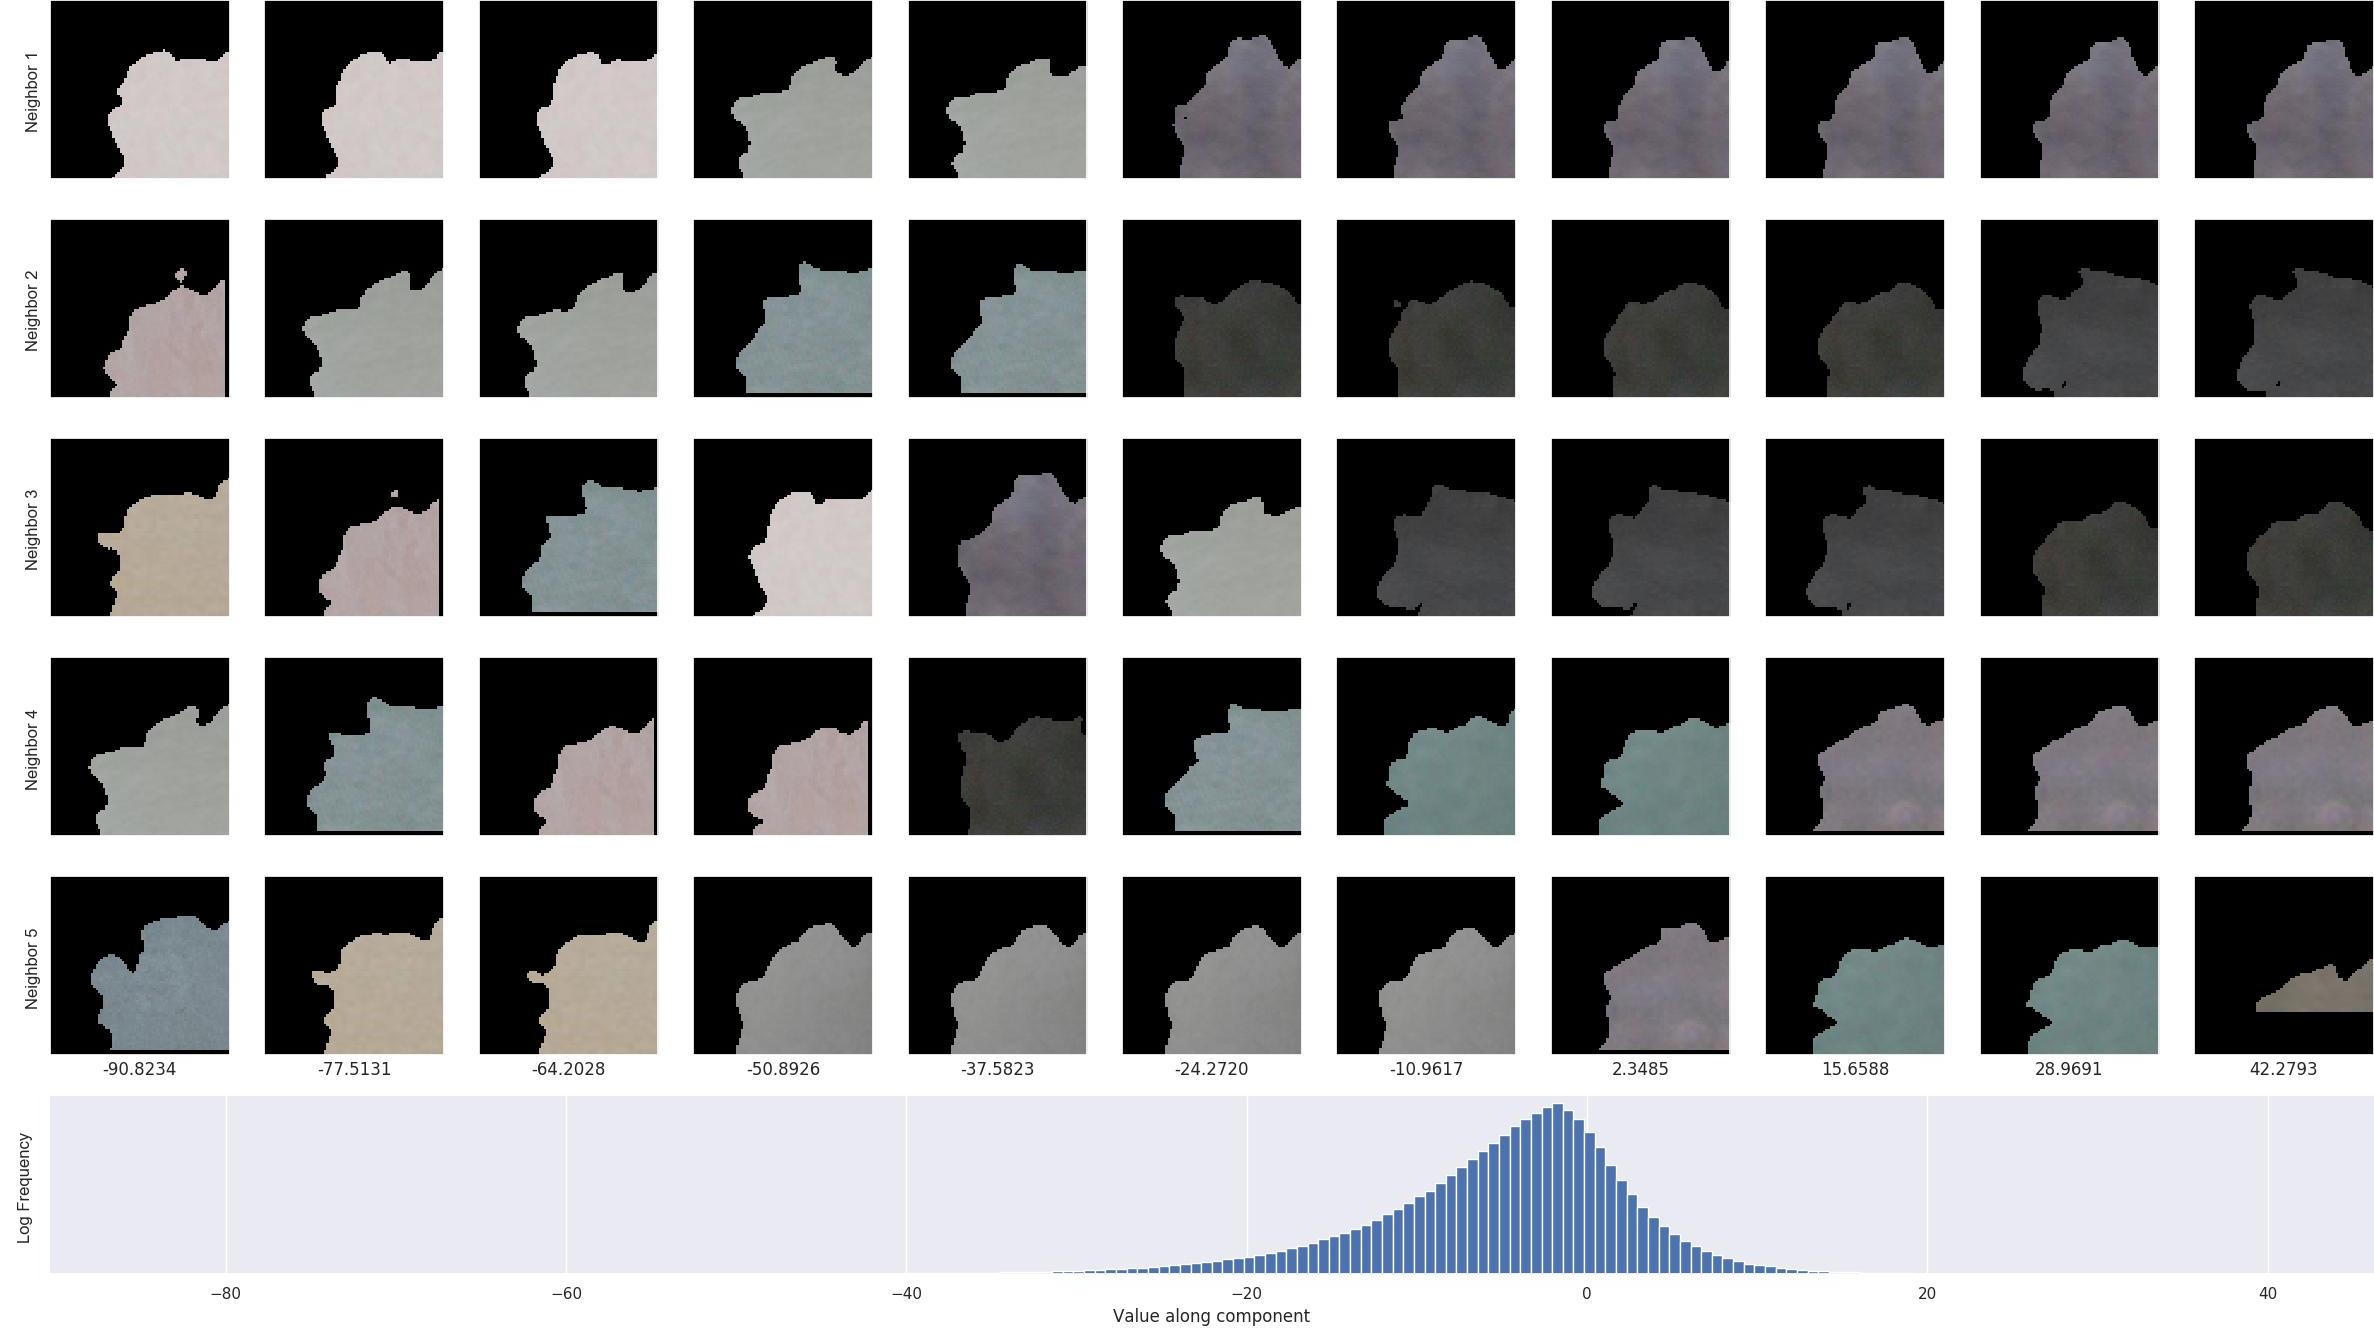 Neighbor 1
Neighbor 2
Neighbor 3
Neighbor 4
Neighbor 5
-90.8234 -77.5131 -64.2028 -50.8926 -37.5823 -24.2720 -10.9617 2.3485 15.6588 28.9691 42.2793
Log Frequency
−80 −60 −40 −20 0 20 40
Value along component